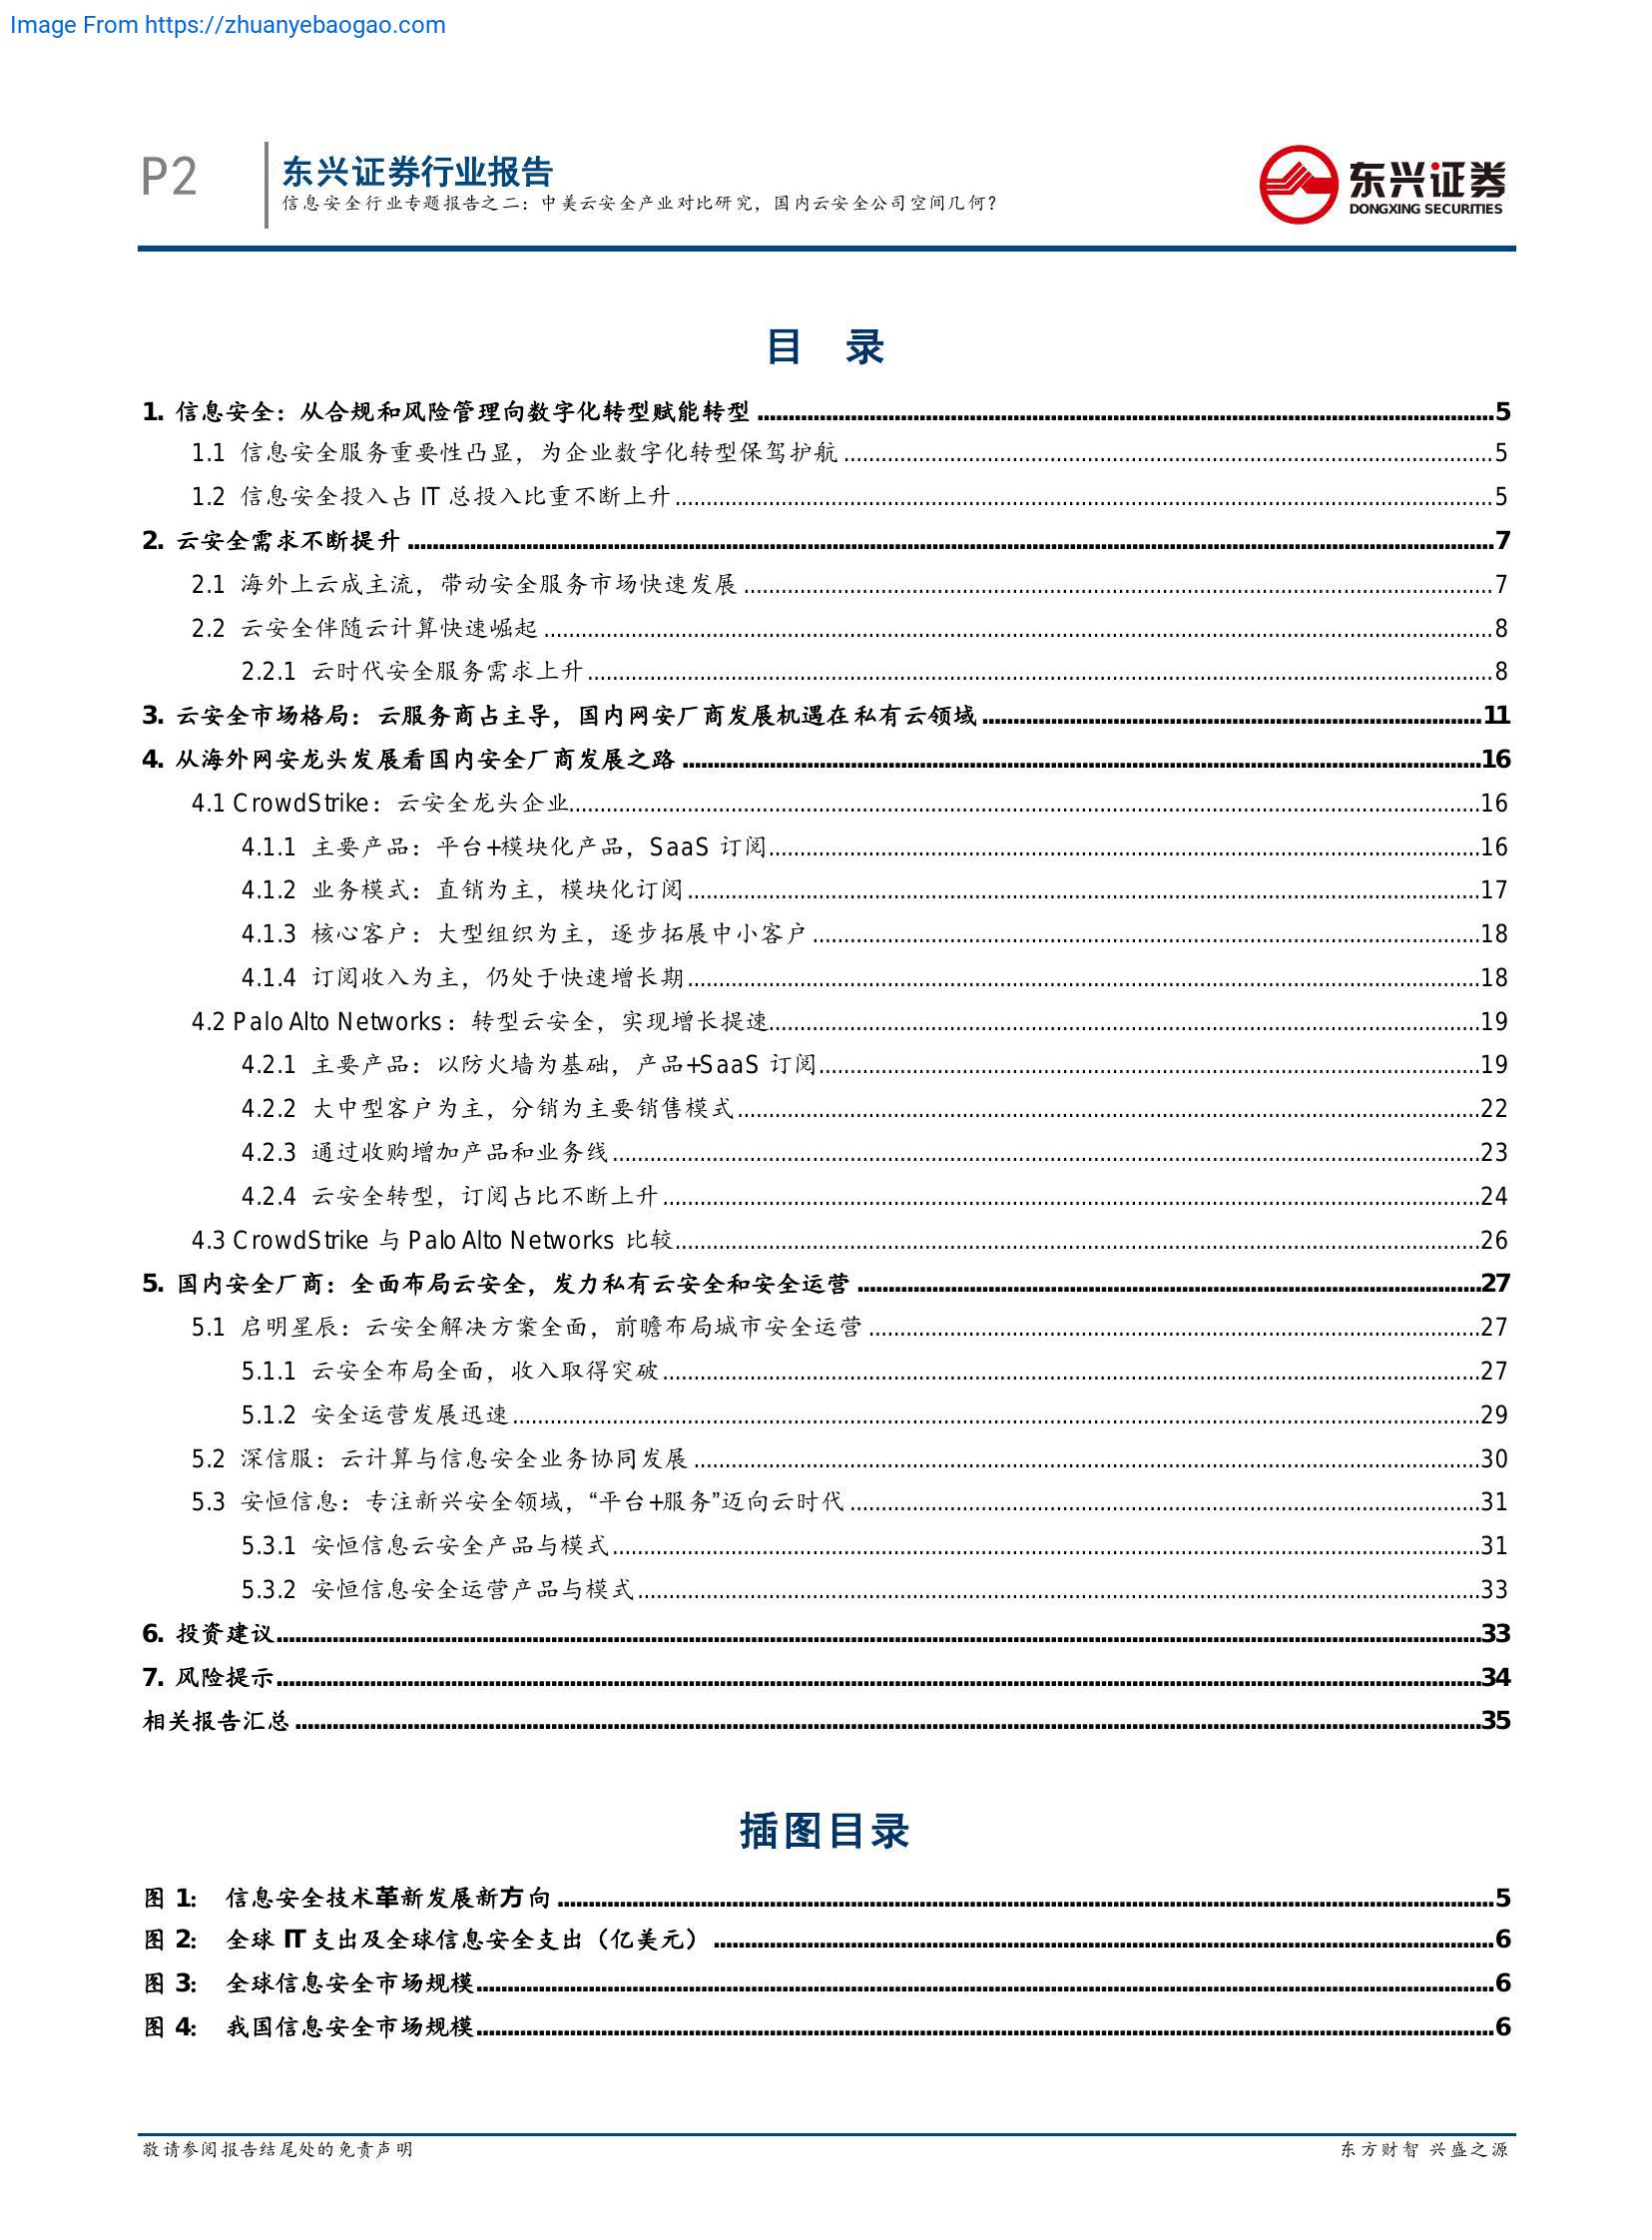 Image From https://zhuanyebaogao.com
P2
东兴证券行业报告
信息安全行业专题报告之二：中美云安全产业对比研究，国内云安全公司空间几何？
东兴证券
DONGXING SECURITIES
目 录
1. 信息安全：从合规和风险管理向数字化转型赋能转型 5
1.1 信息安全服务重要性凸显，为企业数字化转型保驾护航 5
1.2 信息安全投入占 IT 总投入比重不断上升 5
2. 云安全需求不断提升 7
2.1 海外上云成主流，带动安全服务市场快速发展 7
2.2 云安全伴随云计算快速崛起 8
2.2.1 云时代安全服务需求上升 8
3. 云安全市场格局：云服务商占主导，国内网安厂商发展机遇在私有云领域 11
4. 从海外网安龙头发展看国内安全厂商发展之路 16
4.1 CrowdStrike：云安全龙头企业 16
4.1.1 主要产品：平台+模块化产品，SaaS 订阅 16
4.1.2 业务模式：直销为主，模块化订阅 17
4.1.3 核心客户：大型组织为主，逐步拓展中小客户 18
4.1.4 订阅收入为主，仍处于快速增长期 18
4.2 Palo Alto Networks：转型云安全，实现增长提速 19
4.2.1 主要产品：以防火墙为基础，产品+SaaS 订阅 19
4.2.2 大中型客户为主，分销为主要销售模式 22
4.2.3 通过收购增加产品和业务线 23
4.2.4 云安全转型，订阅占比不断上升 24
4.3 CrowdStrike 与 Palo Alto Networks 比较 26
5. 国内安全厂商：全面布局云安全，发力私有云安全和安全运营 27
5.1 启明星辰：云安全解决方案全面，前瞻布局城市安全运营 27
5.1.1 云安全布局全面，收入取得突破 27
5.1.2 安全运营发展迅速 29
5.2 深信服：云计算与信息安全业务协同发展 30
5.3 安恒信息：专注新兴安全领域，“平台+服务”迈向云时代 31
5.3.1 安恒信息云安全产品与模式 31
5.3.2 安恒信息安全运营产品与模式 33
6. 投资建议 33
7. 风险提示 34
相关报告汇总 35
插图目录
图 1: 信息安全技术革新发展新方向 5
图 2: 全球 IT 支出及全球信息安全支出（亿美元） 6
图 3: 全球信息安全市场规模 6
图 4: 我国信息安全市场规模 6
敬请参阅报告结尾处的免责声明
东方财智 兴盛之源